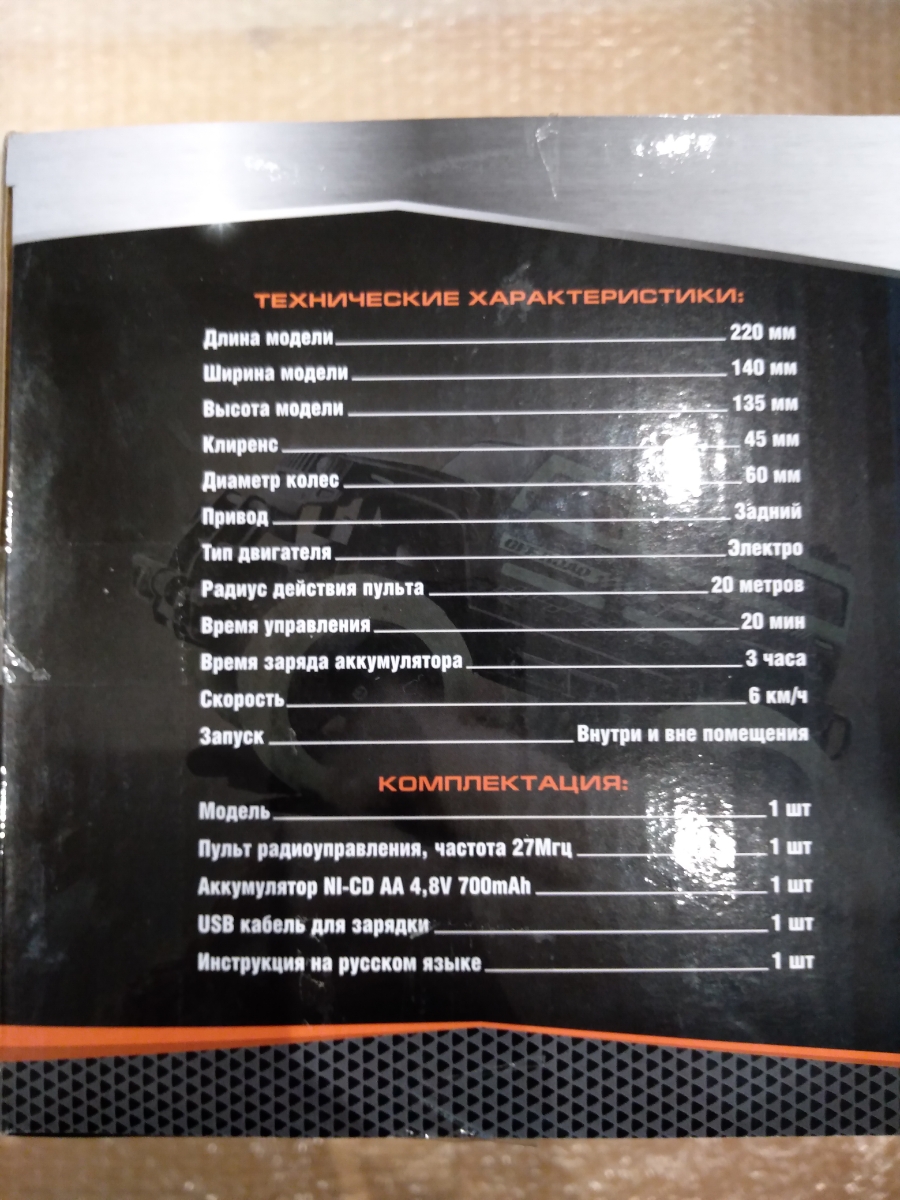 ТЕХНИЧЕСКИЕ ХАРАКТЕРИСТИКИ:
Длина модели 220 мм
Ширина модели 140 мм
Высота модели 135 мм
Клиренс 45 мм
Диаметр колес 60 мм
Привод Задний
Тип двигателя Электро
Радиус действия пульта 20 метров
Время управления 20 мин
Время заряда аккумулятора 3 часа
Скорость 6 км/ч
Запуск Внутри и вне помещения
КОМПЛЕКТАЦИЯ:
Модель 1 шт
Пульт радиоуправления, частота 27Мгц 1 шт
Аккумулятор NI-CD AA 4,8V 700mAh 1 шт
USB кабель для зарядки 1 шт
Инструкция на русском языке 1 шт